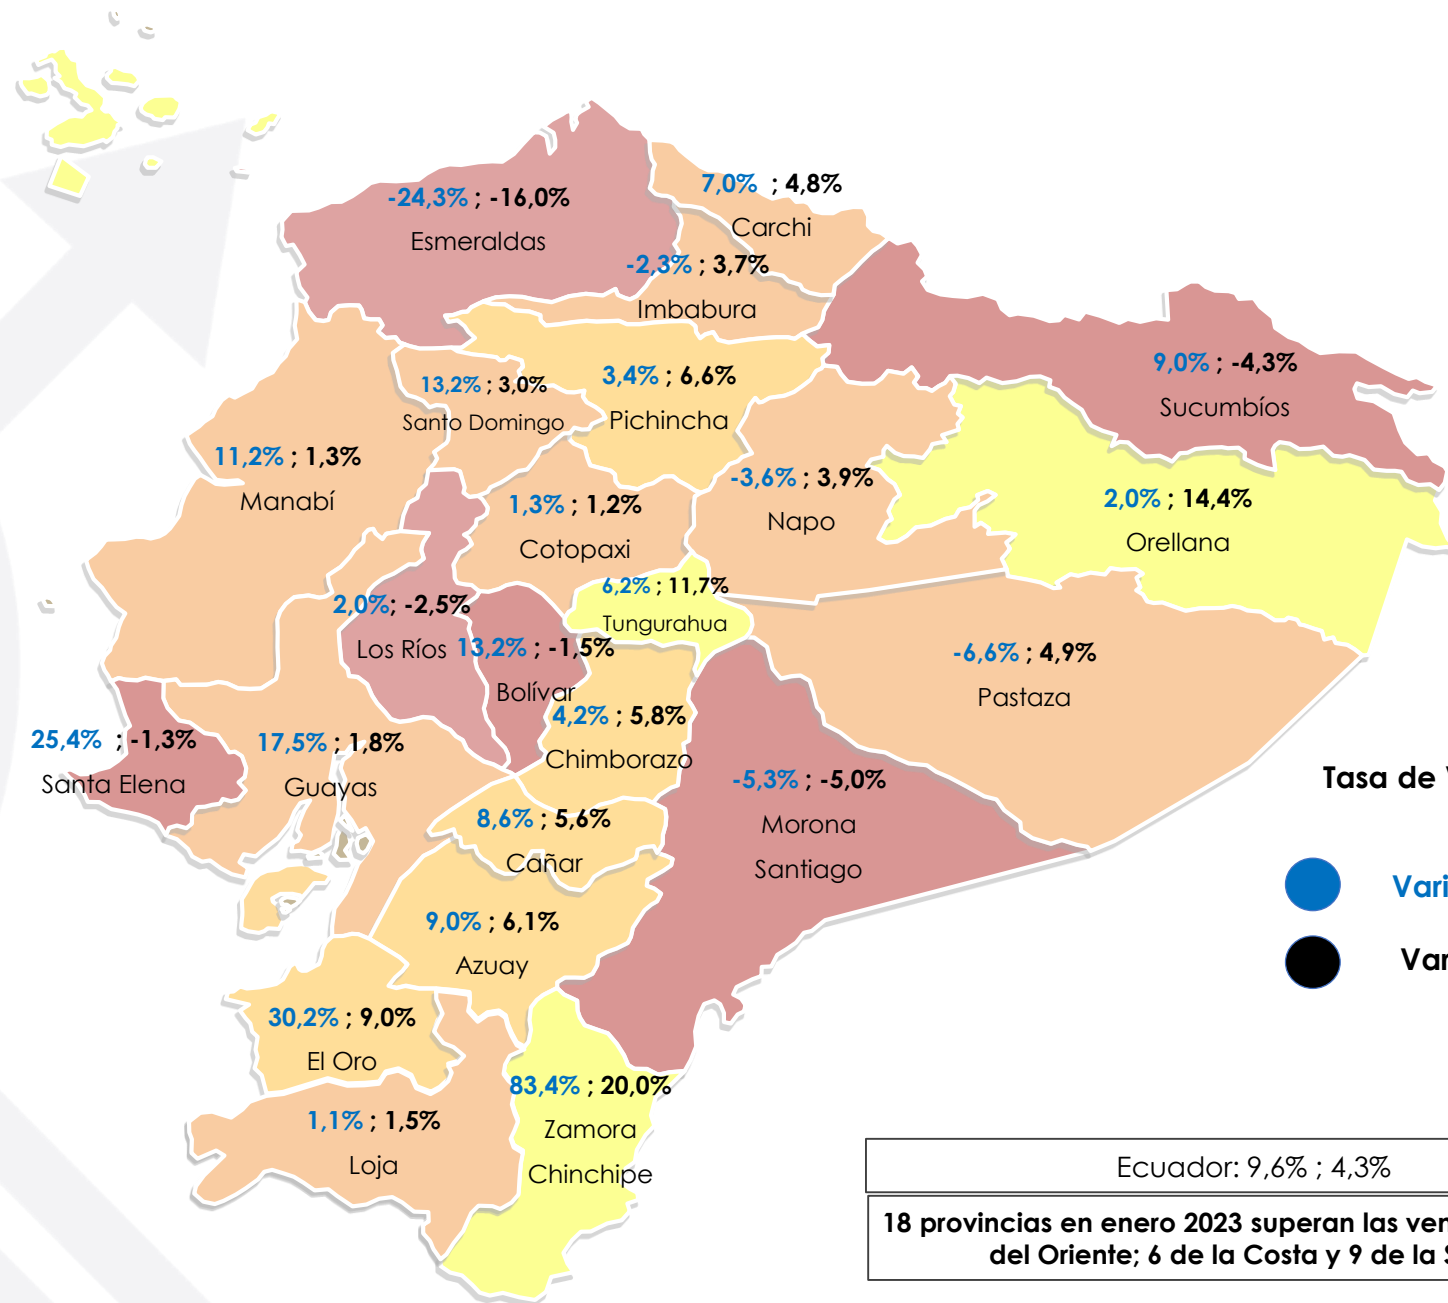 -24,3% ; -16,0%
Esmeraldas
7,0% ; 4,8%
Carchi
-2,3% ; 3,7%
Imbabura
9,0% ; -4,3%
Sucumbíos
13,2% ; 3,0%
Santo Domingo
3,4% ; 6,6%
Pichincha
11,2% ; 1,3%
Manabí
1,3% ; 1,2%
Cotopaxi
-3,6% ; 3,9%
Napo
2,0% ; 14,4%
Orellana
6,2% ; 11,7%
Tungurahua
2,0%; -2,5%
Los Ríos
13,2% ; -1,5%
Bolívar
-6,6% ; 4,9%
Pastaza
4,2% ; 5,8%
Chimborazo
25,4% ; -1,3%
Santa Elena
17,5% ; 1,8%
Guayas
-5,3% ; -5,0%
Morona
Santiago
8,6% ; 5,6%
Cañar
9,0% ; 6,1%
Azuay
30,2% ; 9,0%
El Oro
83,4% ; 20,0%
Zamora
Chinchipe
1,1% ; 1,5%
Loja
Tasa de
Vari
Var
Ecuador: 9,6% ; 4,3%
18 provincias en enero 2023 superan las ven
del Oriente; 6 de la Costa y 9 de la S